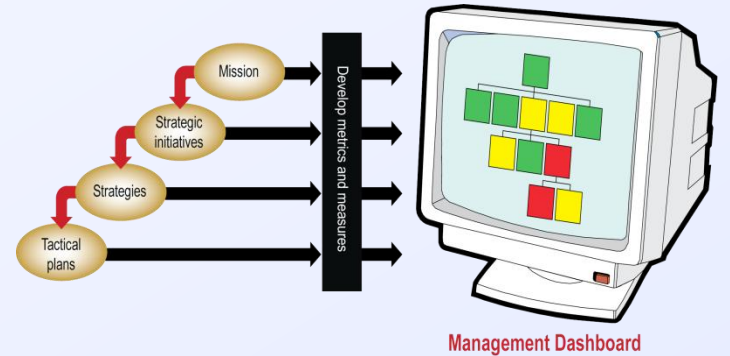 Mission
Strategic
initiatives
Strategies
Tactical
plans
Develop metrics and measures
Management Dashboard